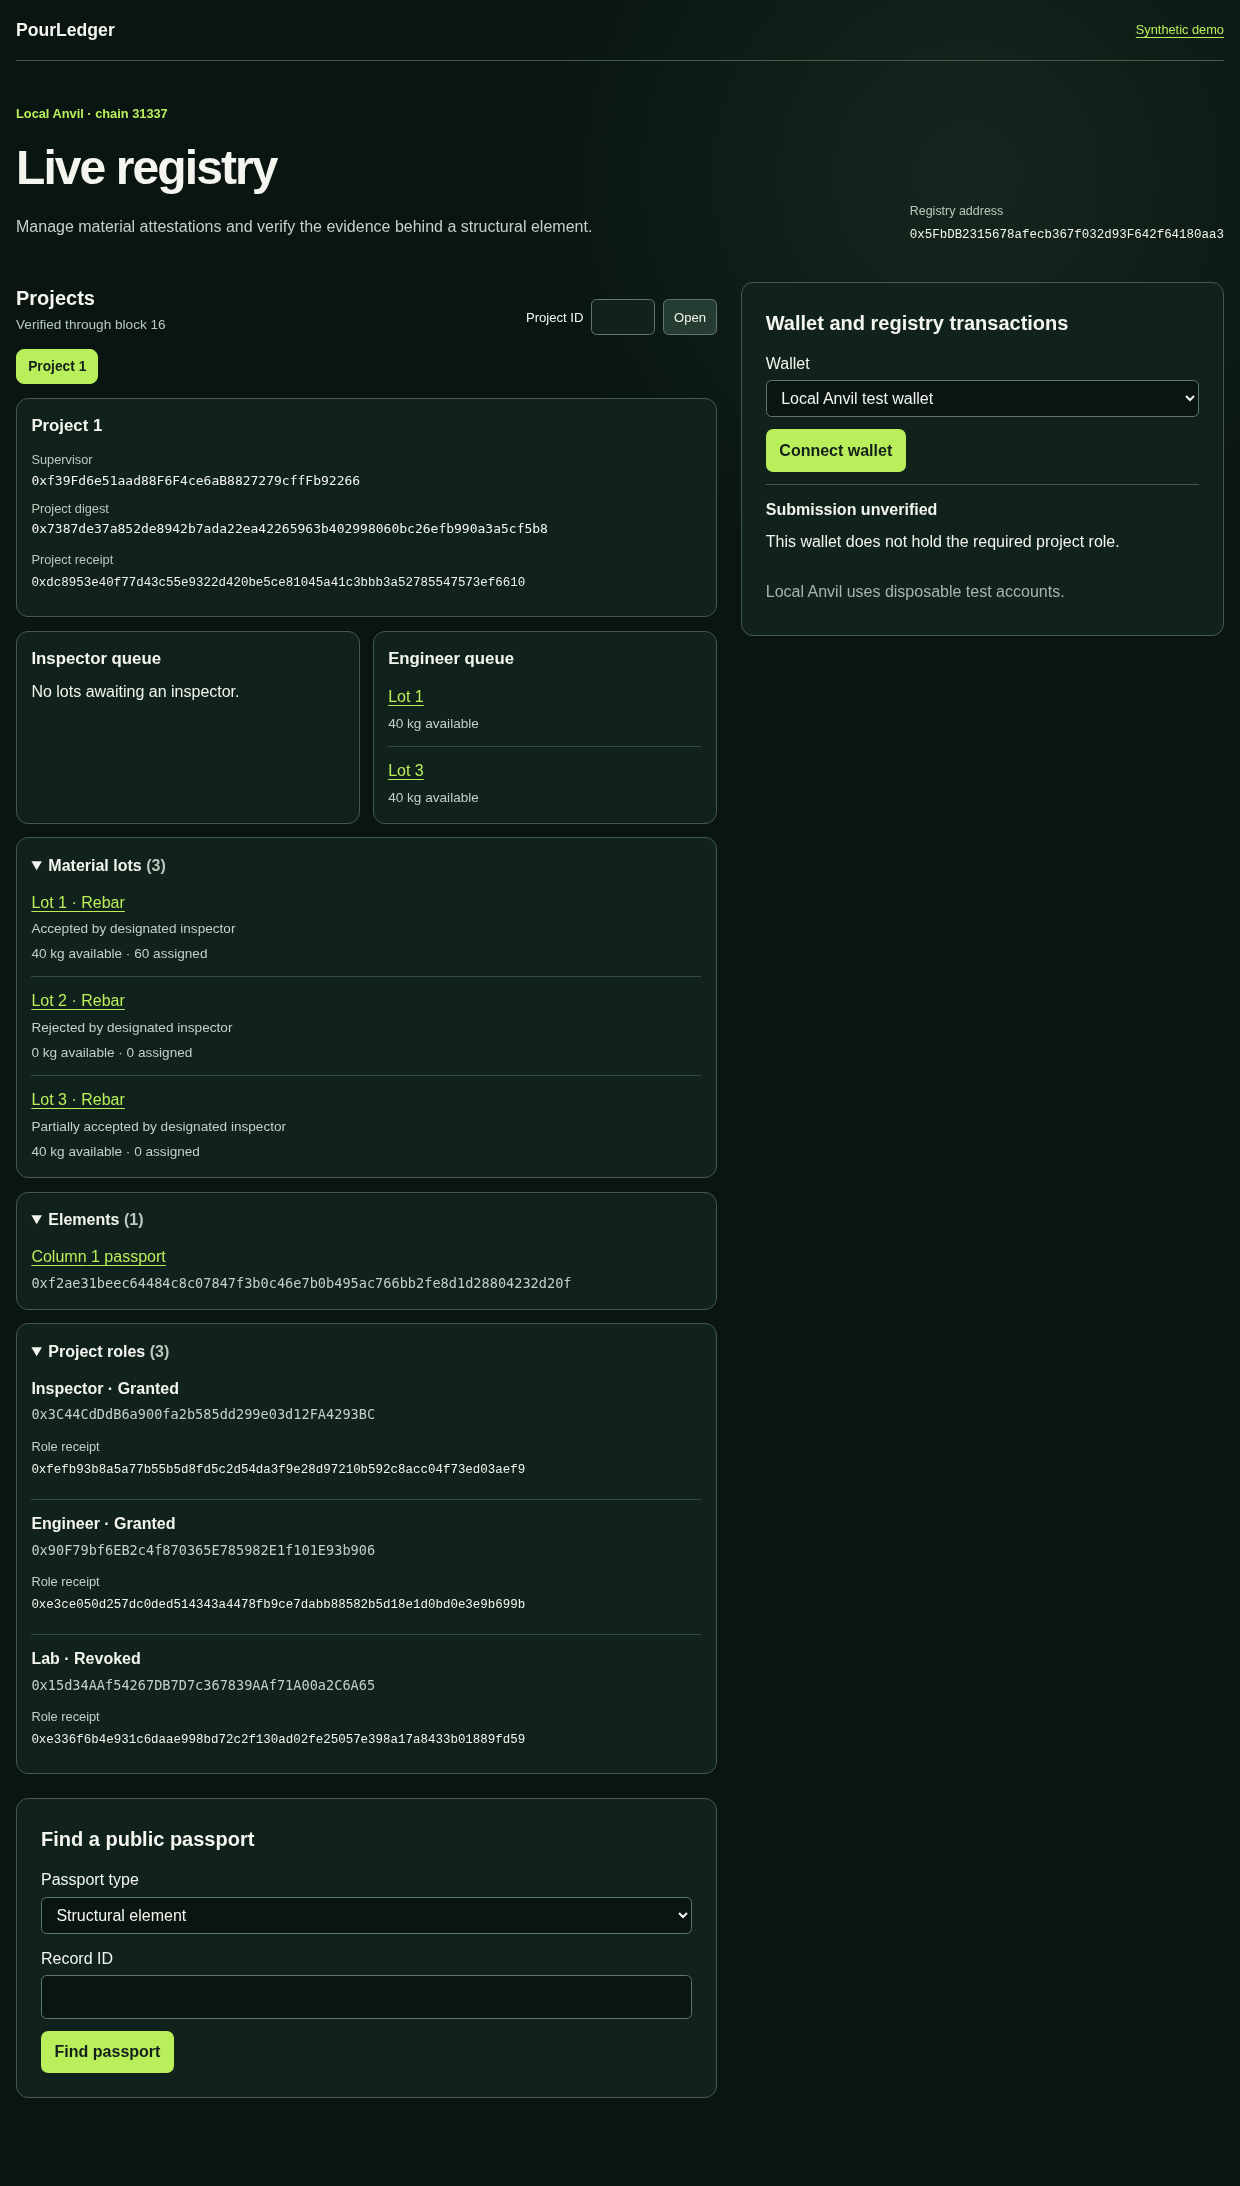 PourLedger
Synthetic demo
Local Anvil · chain 31337
Live registry
Manage material attestations and verify the evidence behind a structural element.
Registry address
0x5FbDB2315678afecb367f032d93F642f64180aa3
Projects
Verified through block 16
Project ID
Open
Project 1
Project 1
Supervisor
0xf39Fd6e51aad88F6F4ce6aB8827279cffFb92266
Project digest
0x7387de37a852de8942b7ada22ea42265963b402998060bc26efb990a3a5cf5b8
Project receipt
0xdc8953e40f77d43c55e9322d420be5ce81045a41c3bbb3a52785547573ef6610
Inspector queue
No lots awaiting an inspector.
Engineer queue
Lot 1
40 kg available
Lot 3
40 kg available
Material lots (3)
Lot 1 · Rebar
Accepted by designated inspector
40 kg available · 60 assigned
Lot 2 · Rebar
Rejected by designated inspector
0 kg available · 0 assigned
Lot 3 · Rebar
Partially accepted by designated inspector
40 kg available · 0 assigned
Elements (1)
Column 1 passport
0xf2ae31beec64484c8c07847f3b0c46e7b0b495ac766bb2fe8d1d28804232d20f
Project roles (3)
Inspector · Granted
0x3C44CdDdB6a900fa2b585dd299e03d12FA4293BC
Role receipt
0xfefb93b8a5a77b55b5d8fd5c2d54da3f9e28d97210b592c8acc04f73ed03aef9
Engineer · Granted
0x90F79bf6EB2c4f870365E785982E1f101E93b906
Role receipt
0xe3ce050d257dc0ded514343a4478fb9ce7dabb88582b5d18e1d0bd0e3e9b699b
Lab · Revoked
0x15d34AAf54267DB7D7c367839AAf71A00a2C6A65
Role receipt
0xe336f6b4e931c6daae998bd72c2f130ad02fe25057e398a17a8433b01889fd59
Find a public passport
Passport type
Structural element
Record ID
Find passport
Wallet and registry transactions
Wallet
Local Anvil test wallet
Connect wallet
Submission unverified
This wallet does not hold the required project role.
Local Anvil uses disposable test accounts.